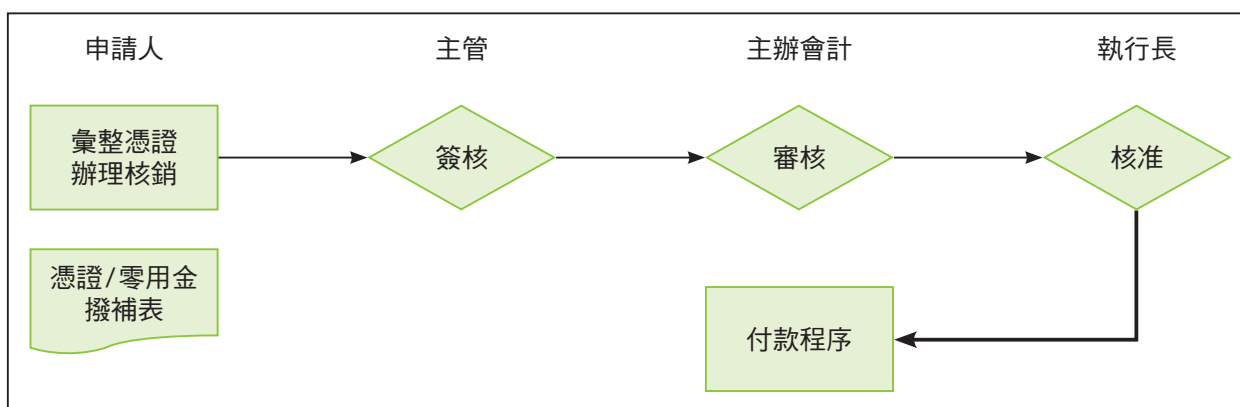 申請人
主管
主辦會計
執行長
彙整憑證
辦理核銷
簽核
審核
核准
憑證/零用金
撥補表
付款程序